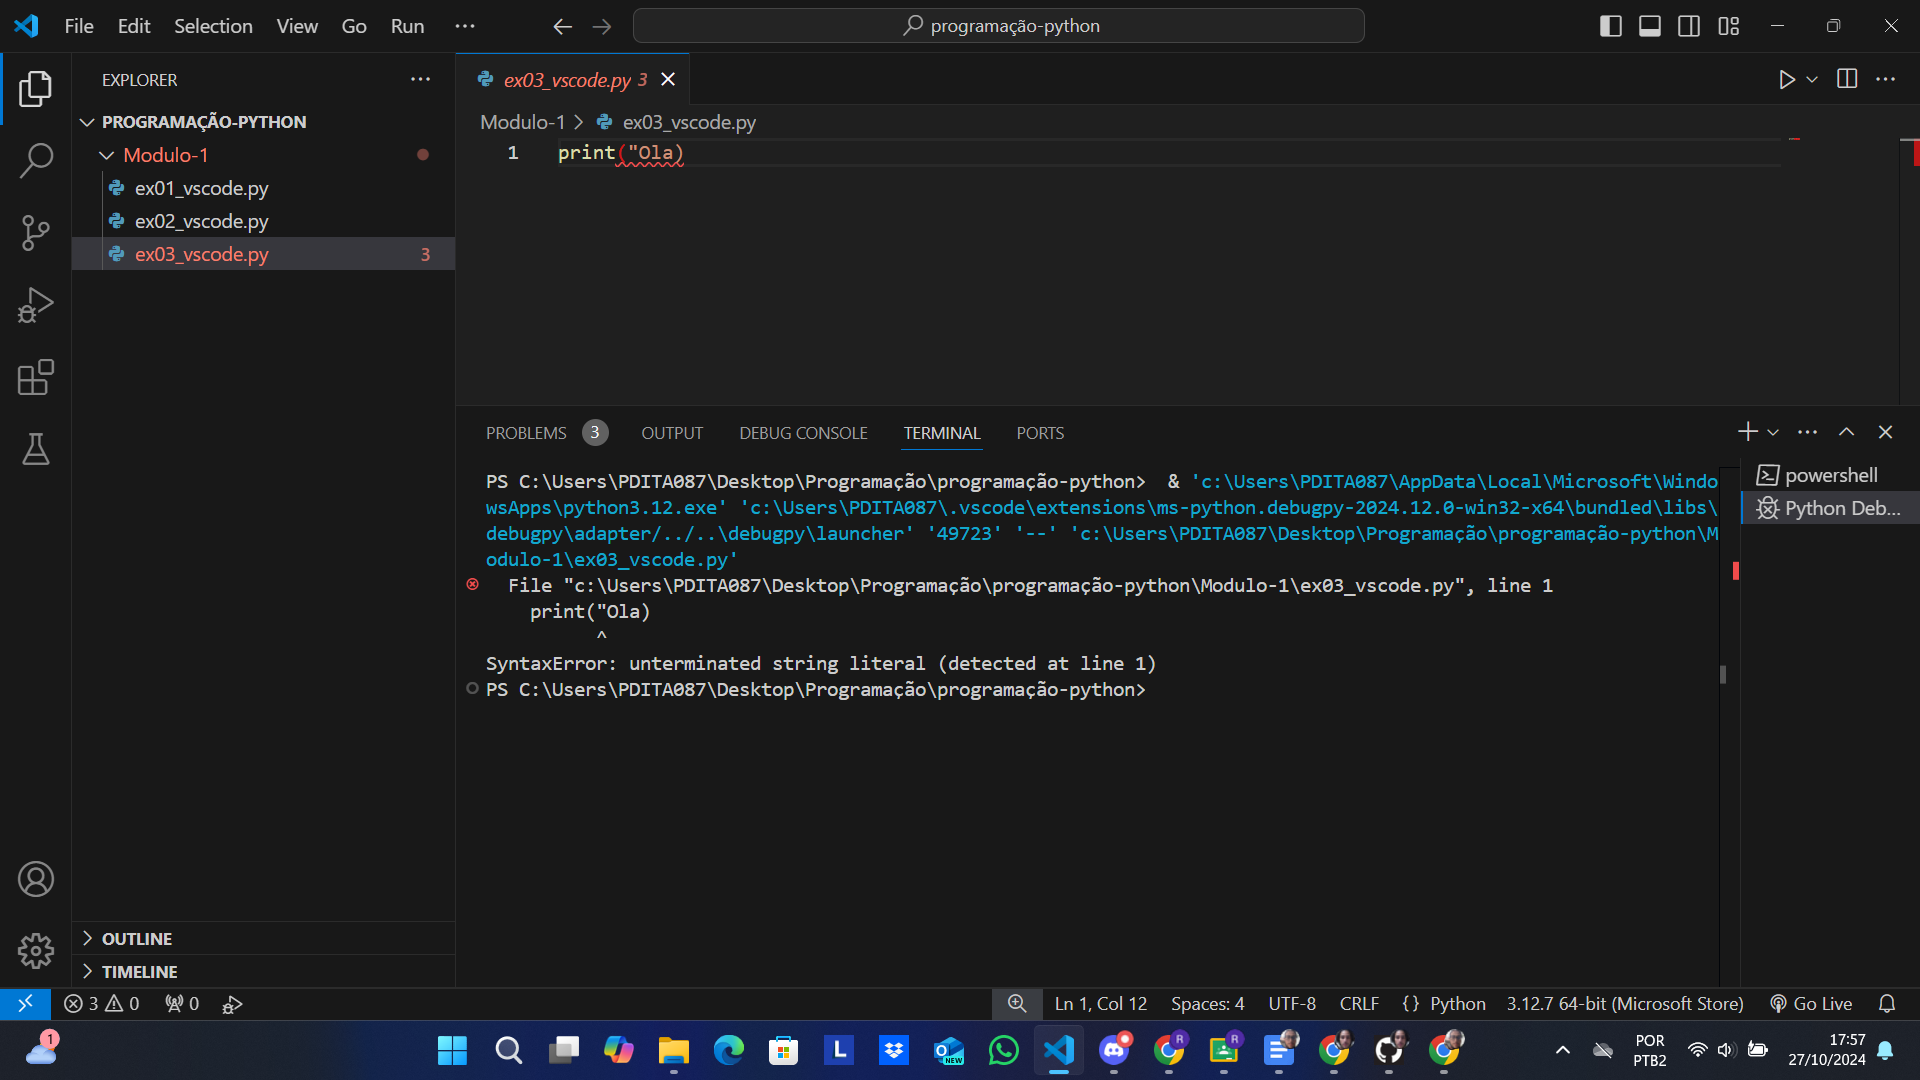 File Edit Selection View Go Run ··· programação-python
EXPLORER ···
PROGRAMAÇÃO-PYTHON
Modulo-1
ex01_vscode.py
ex02_vscode.py
ex03_vscode.py 3
OUTLINE
TIMELINE
ex03_vscode.py 3
Modulo-1 > ex03_vscode.py
1 print("Ola)
PROBLEMS 3 OUTPUT DEBUG CONSOLE TERMINAL PORTS
PS C:\Users\PDITA087\Desktop\Programação\programação-python>  & 'c:\Users\PDITA087\AppData\Local\Microsoft\Windo
wsApps\python3.12.exe' 'c:\Users\PDITA087\.vscode\extensions\ms-python.debugpy-2024.12.0-win32-x64\bundled\libs\
debugpy\adapter/../..\debugpy\launcher' '49723' '--' 'c:\Users\PDITA087\Desktop\Programação\programação-python\M
odulo-1\ex03_vscode.py'
File "c:\Users\PDITA087\Desktop\Programação\programação-python\Modulo-1\ex03_vscode.py", line 1
print("Ola)
^
SyntaxError: unterminated string literal (detected at line 1)
PS C:\Users\PDITA087\Desktop\Programação\programação-python>
powershell
Python Deb...
3 0 0 Ln 1, Col 12 Spaces: 4 UTF-8 CRLF {} Python 3.12.7 64-bit (Microsoft Store) Go Live
1
L
NEW
R
R
POR
PTB2
17:57
27/10/2024